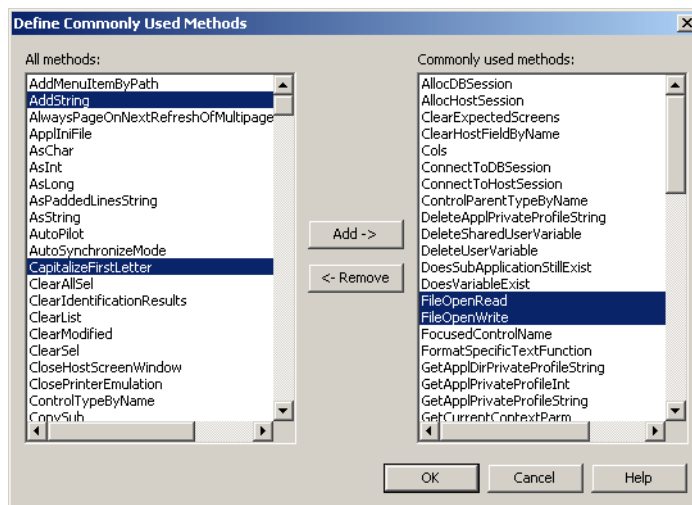 Define Commonly Used Methods
All methods:
AddMenuItemByPath
AddString
AlwaysPageOnNextRefreshOfMultipage
ApplIniFile
AsChar
AsInt
AsLong
AsPaddedLinesString
AsString
AutoPilot
AutoSynchronizeMode
CapitalizeFirstLetter
ClearAllSel
ClearIdentificationResults
ClearList
ClearModified
ClearSel
CloseHostScreenWindow
ClosePrinterEmulation
ControlTypeByName
CopySub
Add ->
<- Remove
Commonly used methods:
AllocDBSession
AllocHostSession
ClearExpectedScreens
ClearHostFieldByName
Cols
ConnectToDBSession
ConnectToHostSession
ControlParentTypeByName
DeleteApplPrivateProfileString
DeleteSharedUserVariable
DeleteUserVariable
DoesSubApplicationStillExist
DoesVariableExist
FileOpenRead
FileOpenWrite
FocusedControlName
FormatSpecificTextFunction
GetApplDirPrivateProfileString
GetApplPrivateProfileInt
GetApplPrivateProfileString
GetCurrentContextParm
OK
Cancel
Help